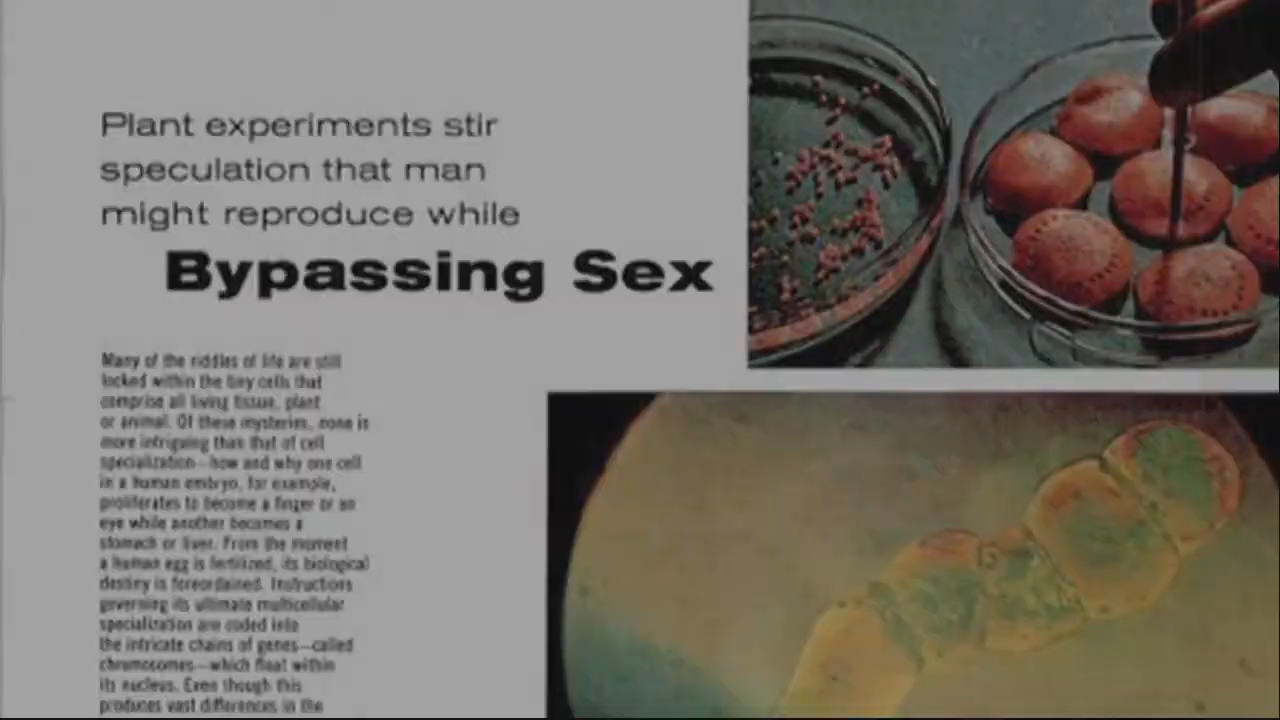 Plant experiments stir
speculation that man
might reproduce while
Bypassing Sex
Many of the riddles of life are still
locked within the tiny cells that
comprise all living tissue, plant
or animal. Of these mysteries, none is
more intriguing than that of cell
specialization—how and why one cell
in a human embryo, for example,
proliferates to become a finger or an
eye while another becomes a
stomach or liver. From the moment
a human egg is fertilized, its biological
destiny is foreordained. Instructions
governing its ultimate multicellular
specialization are coded into
the intricate chains of genes—called
chromosomes—which float within
its nucleus. Even though this
produces vast differences in the